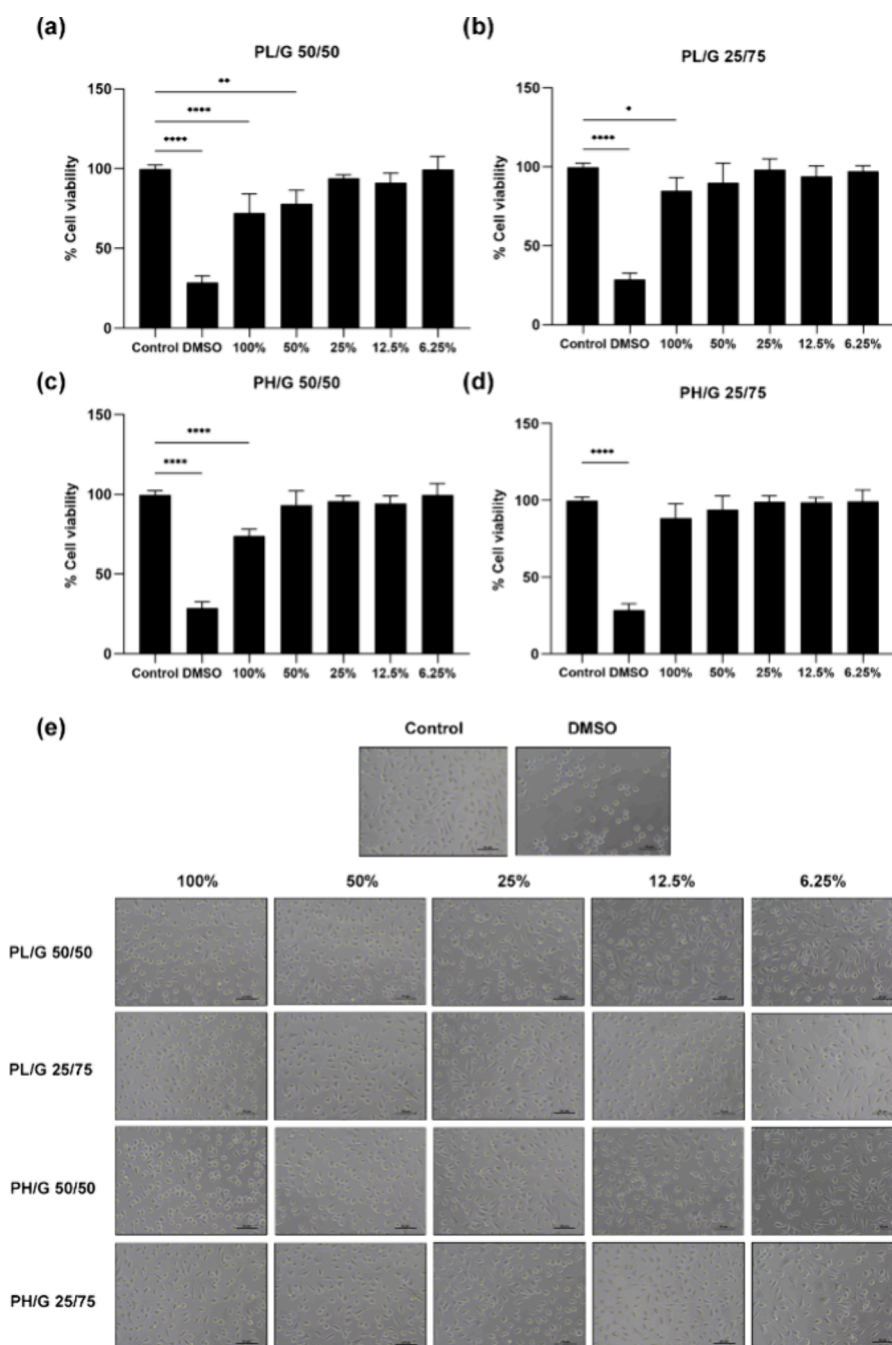 (a)
PL/G 50/50
**
****
****
150
100
50
0
% Cell viability
Control DMSO 100% 50% 25% 12.5% 6.25%
(b)
PL/G 25/75
*
****
150
100
50
0
% Cell viability
Control DMSO 100% 50% 25% 12.5% 6.25%
(c)
PH/G 50/50
****
****
150
100
50
0
% Cell viability
Control DMSO 100% 50% 25% 12.5% 6.25%
(d)
PH/G 25/75
****
150
100
50
0
% Cell viability
Control DMSO 100% 50% 25% 12.5% 6.25%
(e)
Control DMSO
100% 50% 25% 12.5% 6.25%
PL/G 50/50
PL/G 25/75
PH/G 50/50
PH/G 25/75